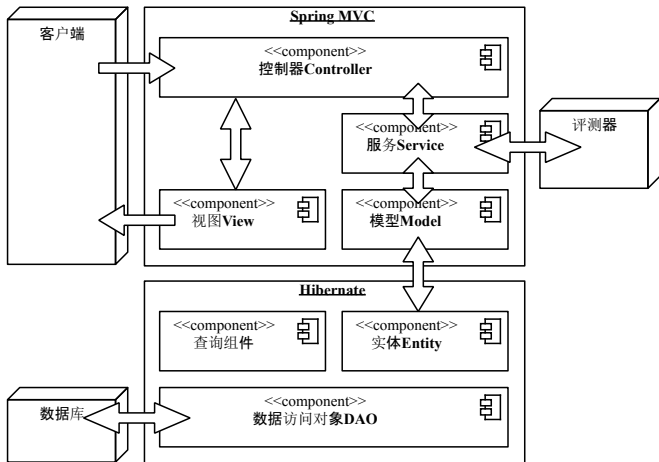 客户端
Spring MVC
<<component>>
控制器Controller
<<component>>
服务Service
评测器
<<component>>
视图View
<<component>>
模型Model
Hibernate
<<component>>
查询组件
<<component>>
实体Entity
数据库
<<component>>
数据访问对象DAO